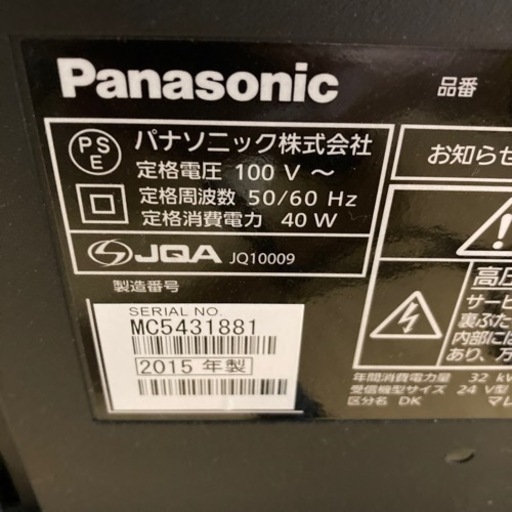 Panasonic
品番
PS
E
パナソニック株式会社
定格電圧 100 V ～
定格周波数 50/60 Hz
定格消費電力 40 W
JQA JQ10009
製造番号
SERIAL NO.
MC5431881
2015 年製
お知らせ
高圧
サービ
裏ぶた
内部には
あり、万
年間消費電力量 32 kW
受信機型サイズ 24 V型
区分名 DK マレ